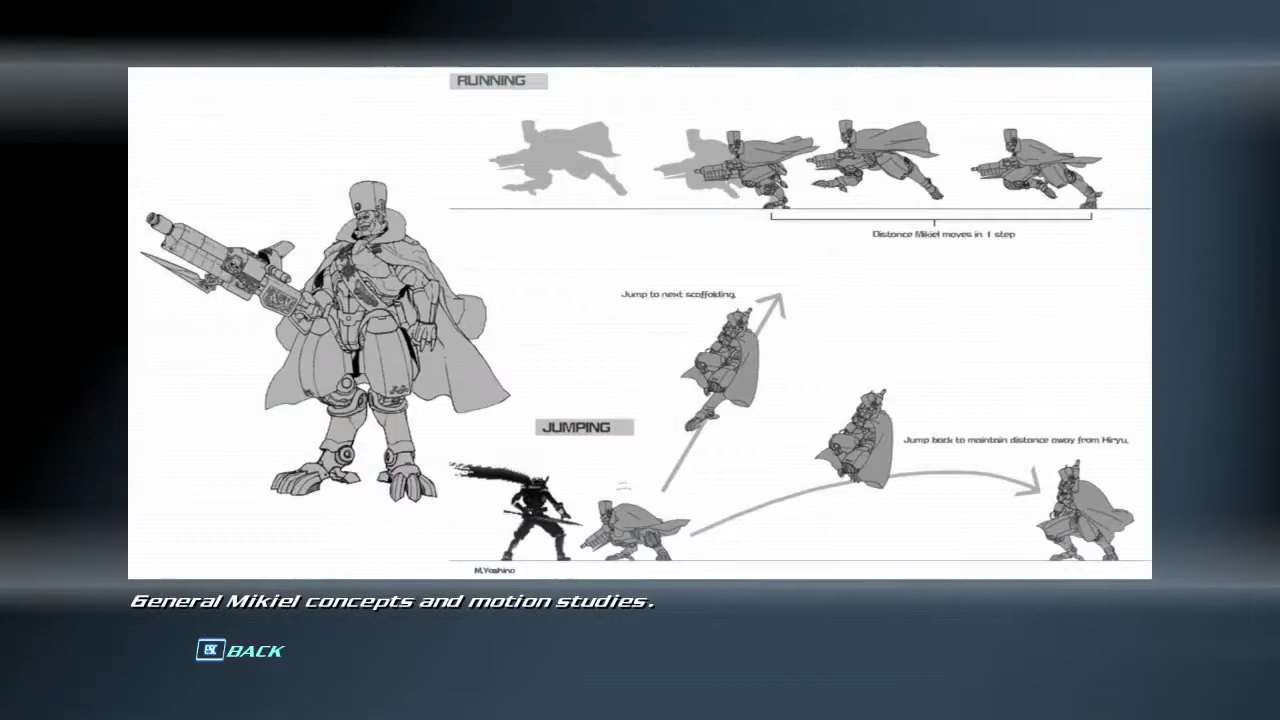 RUNNING
Distance Mikiel moves in 1 step
Jump to next scaffolding.
JUMPING
Jump back to maintain distance away from Hiryu.
M.Yoshino
General Mikiel concepts and motion studies.
ESC BACK